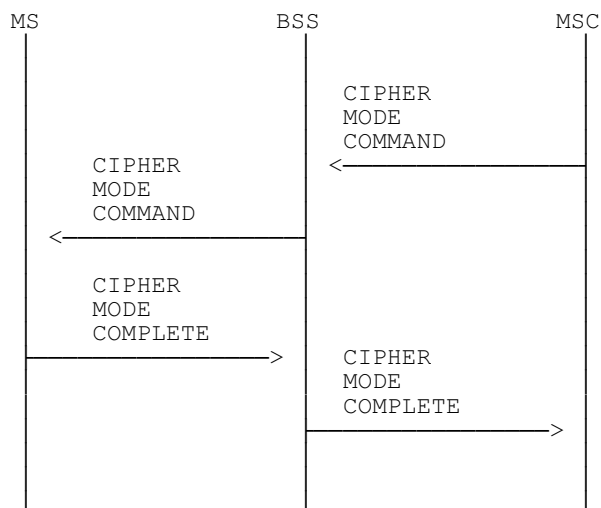 MS BSS MSC
CIPHER
MODE
COMMAND
CIPHER
MODE
COMMAND
CIPHER
MODE
COMPLETE
CIPHER
MODE
COMPLETE